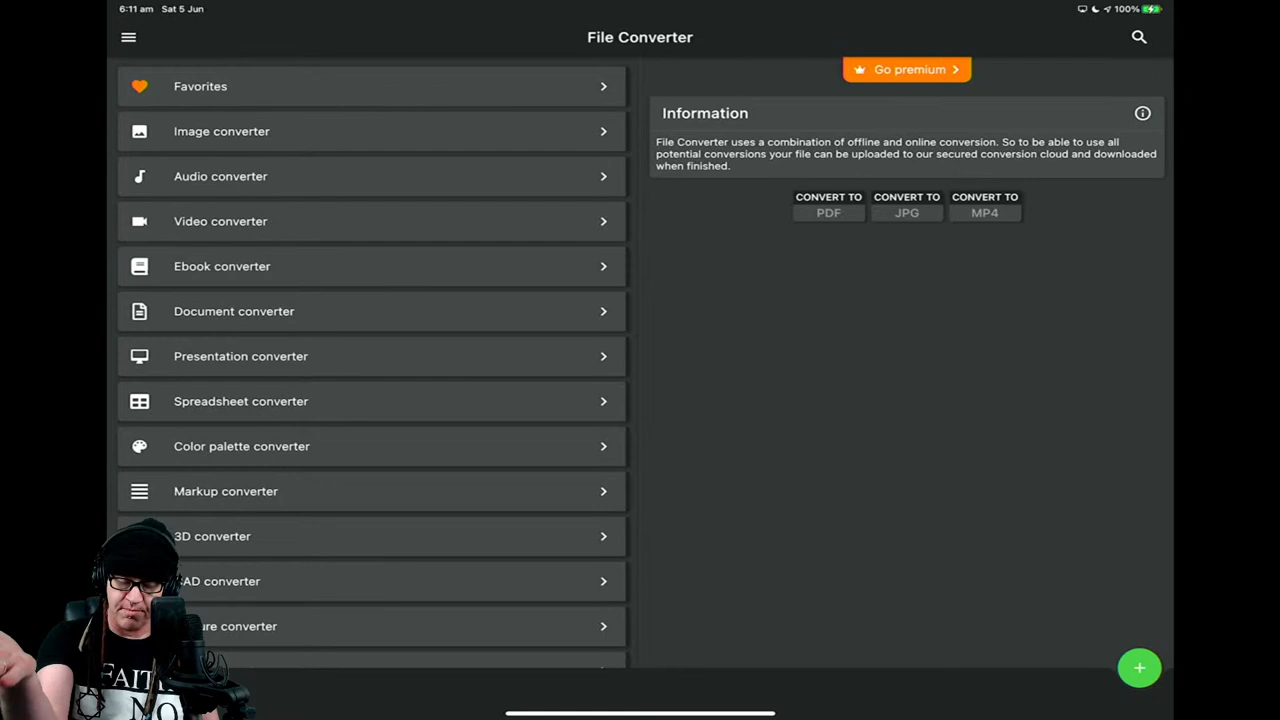 6:11 am Sat 5 Jun
100%
File Converter
Favorites
Image converter
Audio converter
Video converter
Ebook converter
Document converter
Presentation converter
Spreadsheet converter
Color palette converter
Markup converter
3D converter
converter
converter
Go premium
Information
File Converter uses a combination of offline and online conversion. So to be able to use all
potential conversions your file can be uploaded to our secured conversion cloud and downloaded
when finished.
CONVERT TO CONVERT TO CONVERT TO
PDF JPG MP4
FAITH
NO